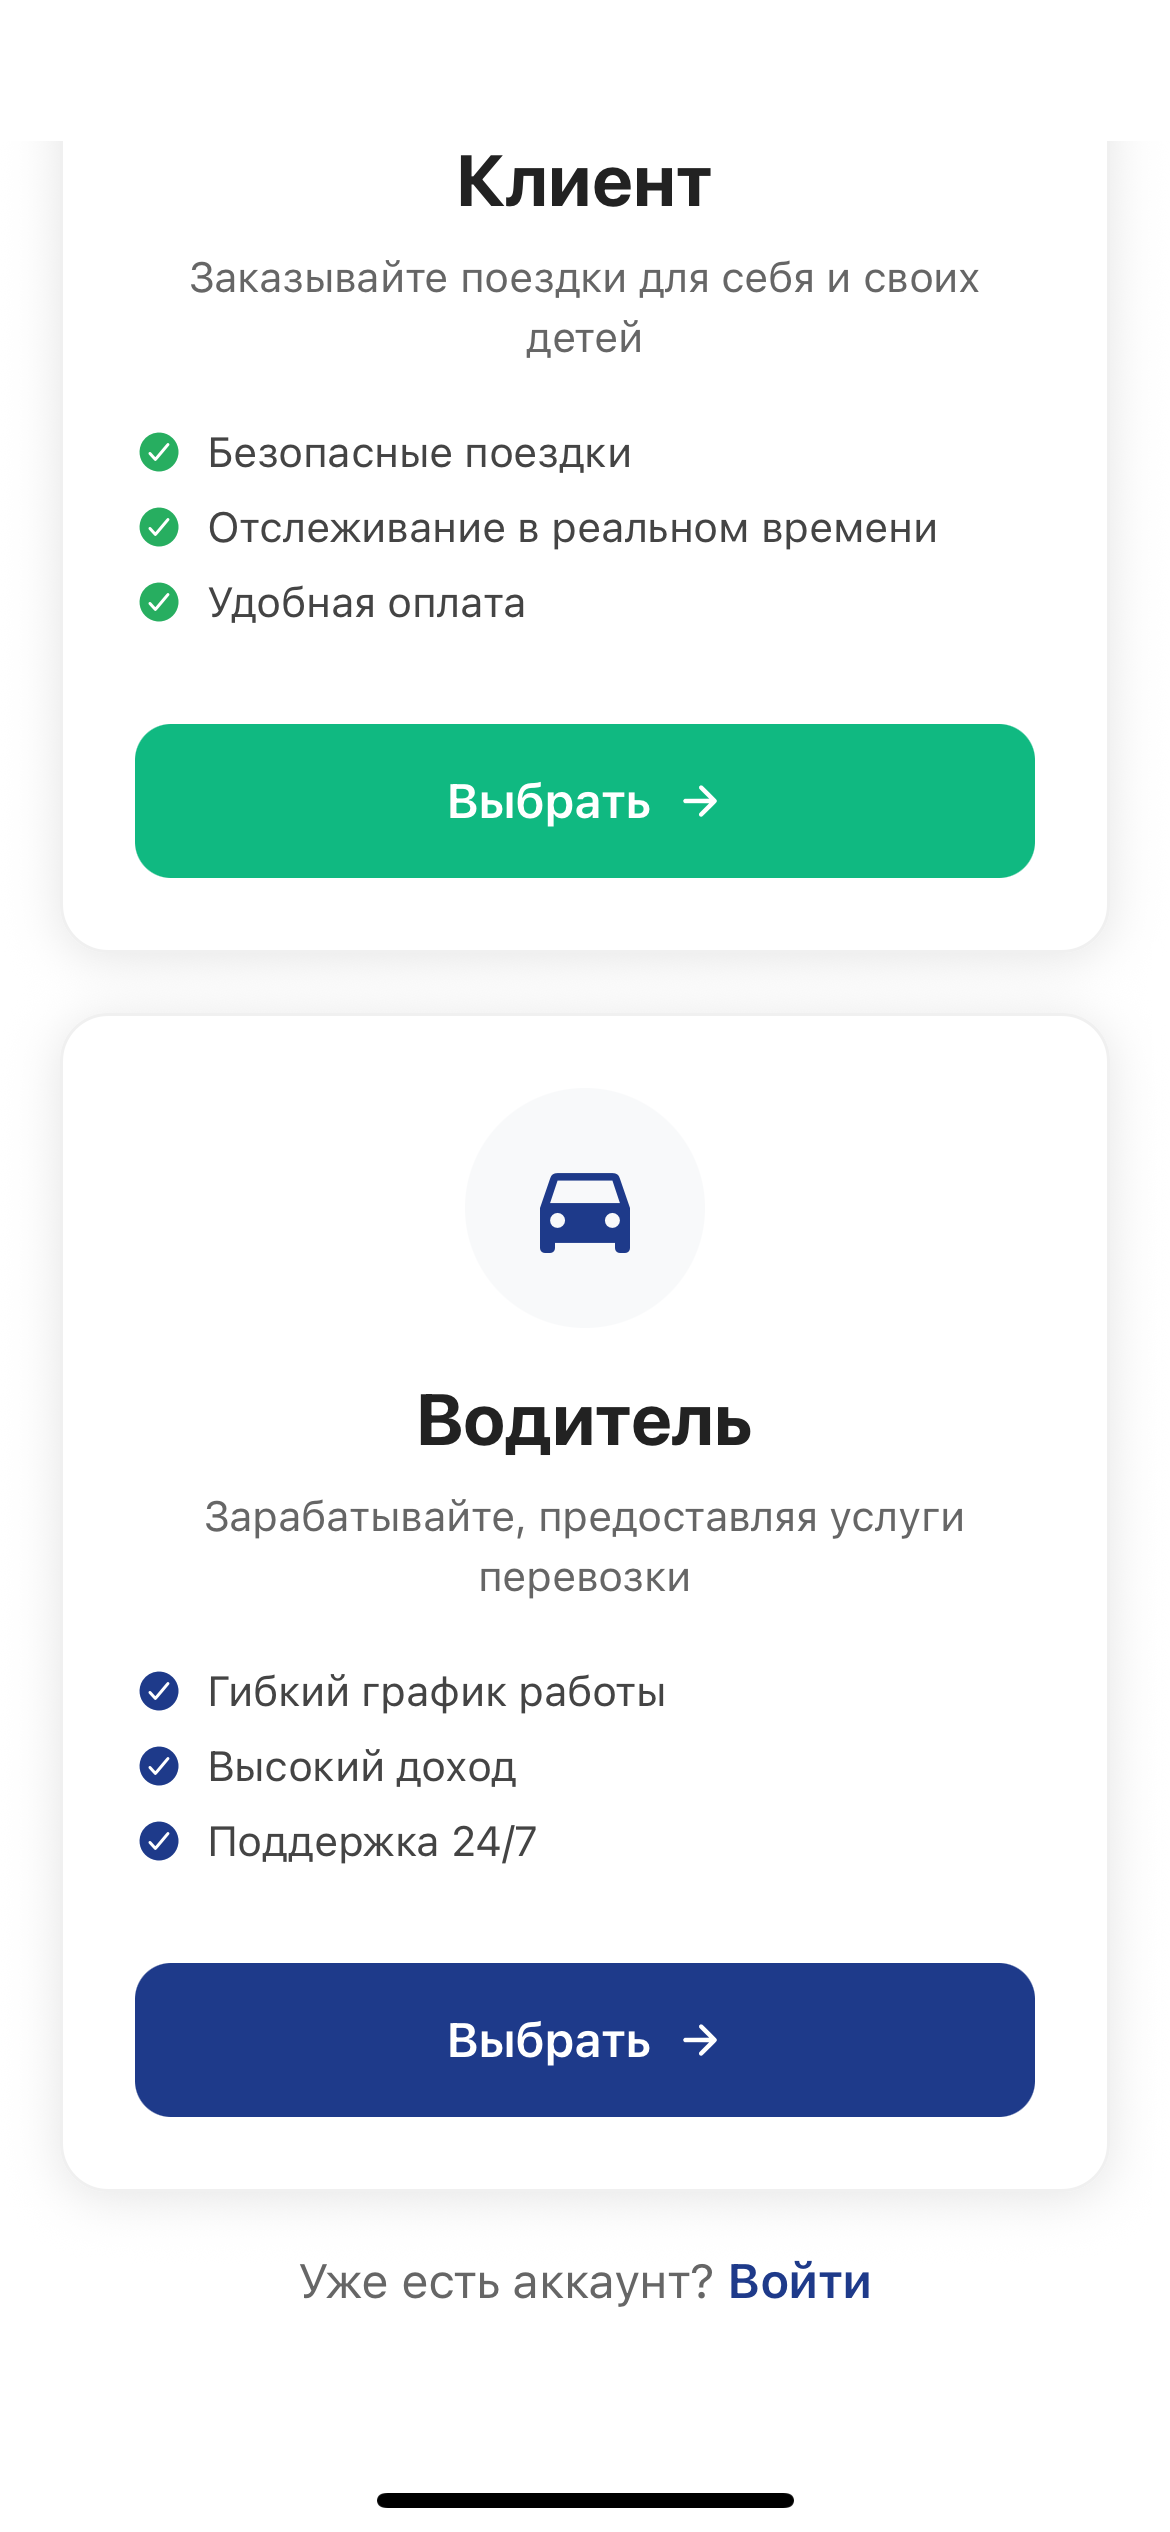 Клиент
Заказывайте поездки для себя и своих
детей
Безопасные поездки
Отслеживание в реальном времени
Удобная оплата
Выбрать →
Водитель
Зарабатывайте, предоставляя услуги
перевозки
Гибкий график работы
Высокий доход
Поддержка 24/7
Выбрать →
Уже есть аккаунт? Войти